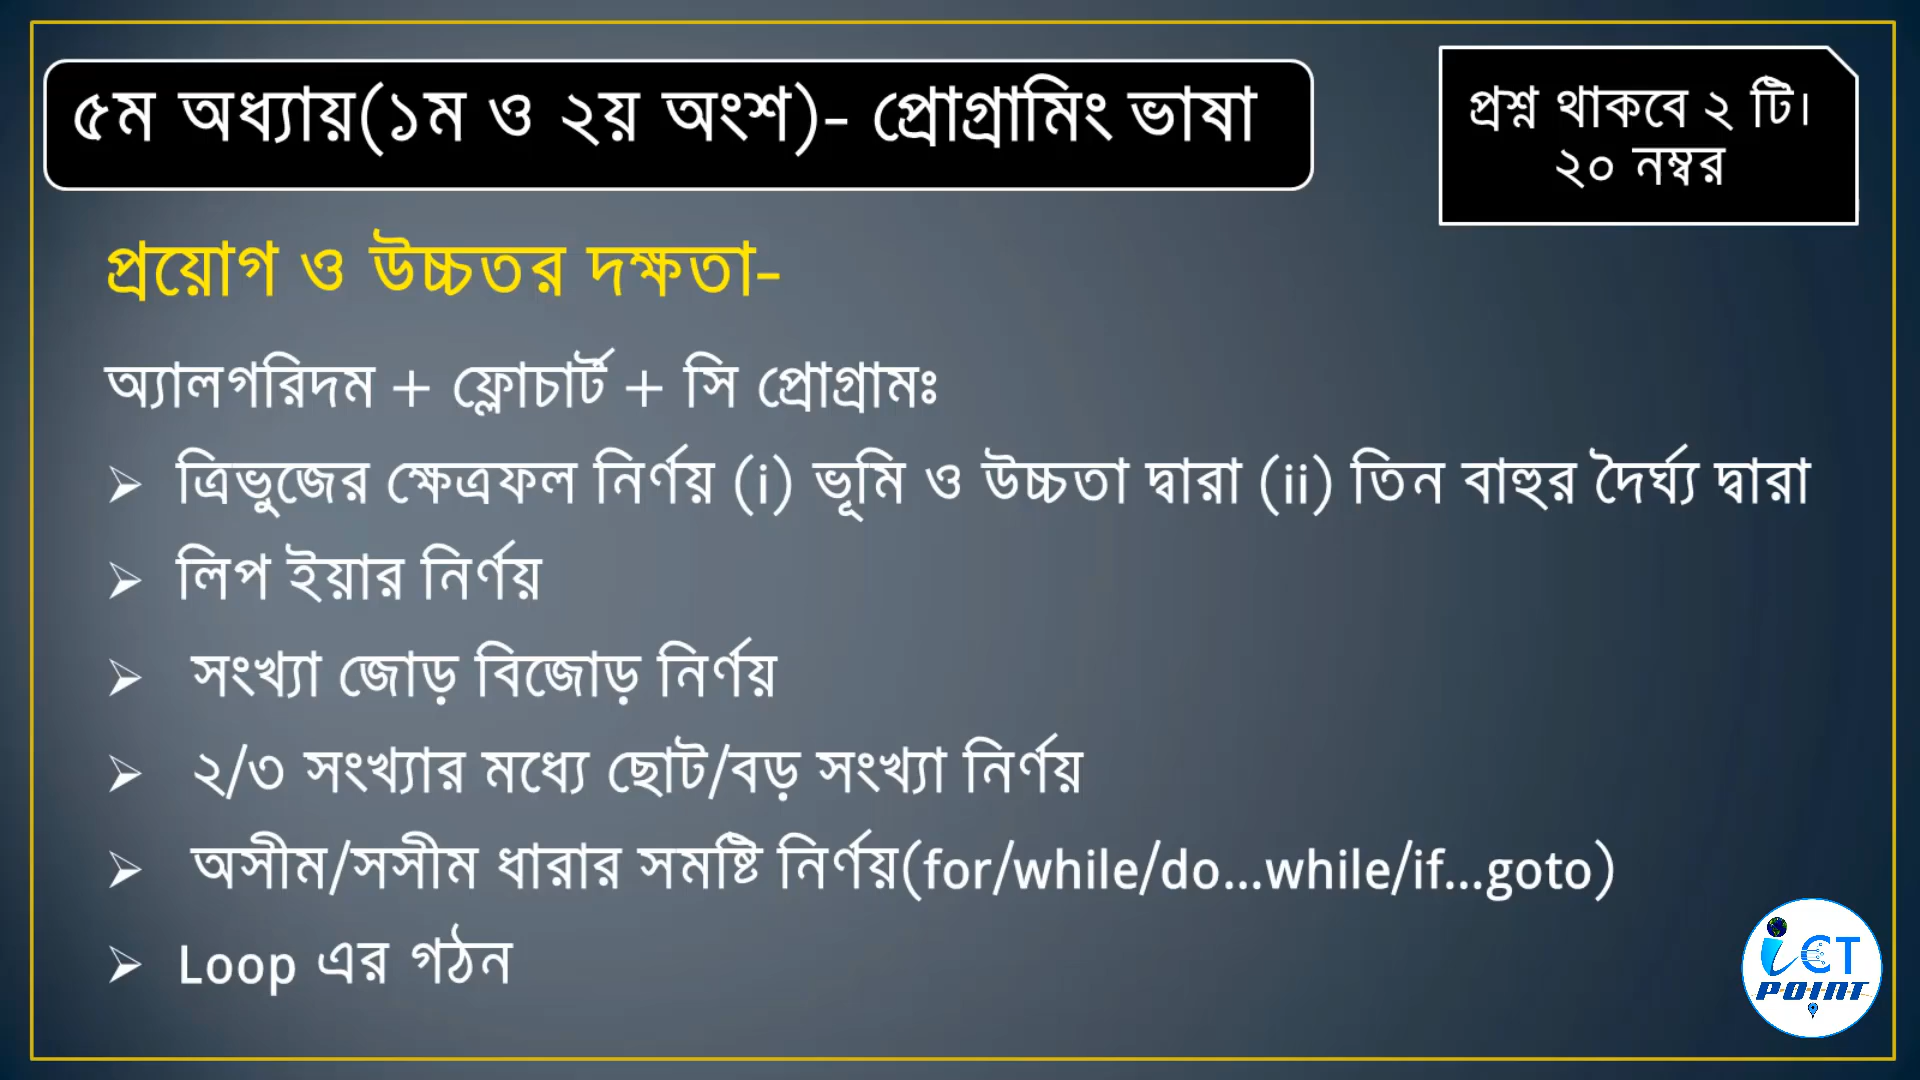 ৫ম অধ্যায়(১ম ও ২য় অংশ)- প্রোগ্রামিং ভাষা
প্রশ্ন থাকবে ২ টি।
২০ নম্বর
প্রয়োগ ও উচ্চতর দক্ষতা-
অ্যালগরিদম + ফ্লোচার্ট + সি প্রোগ্রামঃ
➢ ত্রিভুজের ক্ষেত্রফল নির্ণয় (i) ভূমি ও উচ্চতা দ্বারা (ii) তিন বাহুর দৈর্ঘ্য দ্বারা
➢ লিপ ইয়ার নির্ণয়
➢ সংখ্যা জোড় বিজোড় নির্ণয়
➢ ২/৩ সংখ্যার মধ্যে ছোট/বড় সংখ্যা নির্ণয়
➢ অসীম/সসীম ধারার সমষ্টি নির্ণয়(for/while/do...while/if...goto)
➢ Loop এর গঠন
iCT
POINT